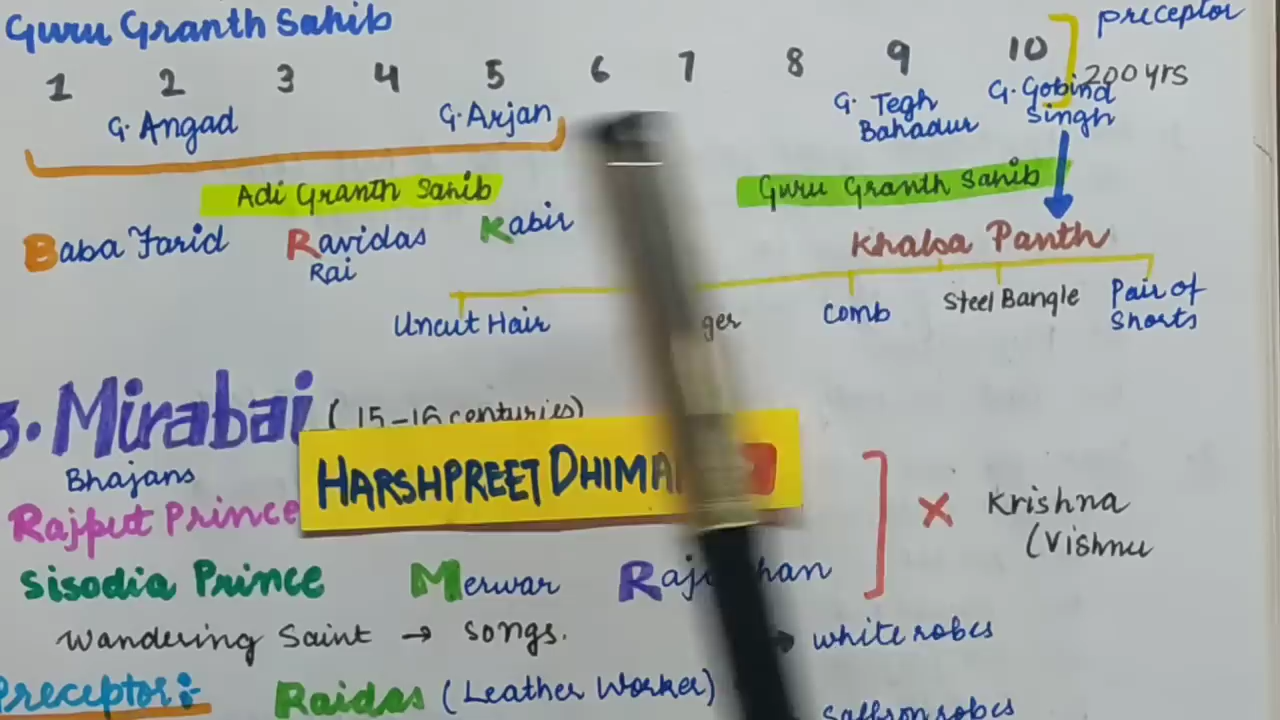 Guru Granth Sahib
preceptor
1 2 3 4 5 6 7 8 9 10
200 yrs
G. Angad
G. Arjan
G. Tegh Bahadur
G. Gobind Singh
Adi Granth Sahib
Guru Granth Sahib
Baba Farid
Ravidas
Rai
Kabir
Khalsa Panth
Uncut Hair
ger
Comb
Steel Bangle
Pair of Shorts
3. Mirabai (15-16 centuries)
Bhajans
HARSHPREET DHIMA
Rajput Prince
× Krishna
(Vishnu
Sisodia Prince
Merwar
Wandering Saint → songs.
white robes
Preceptor:-
Raidas (Leather Worker)
saffron robes